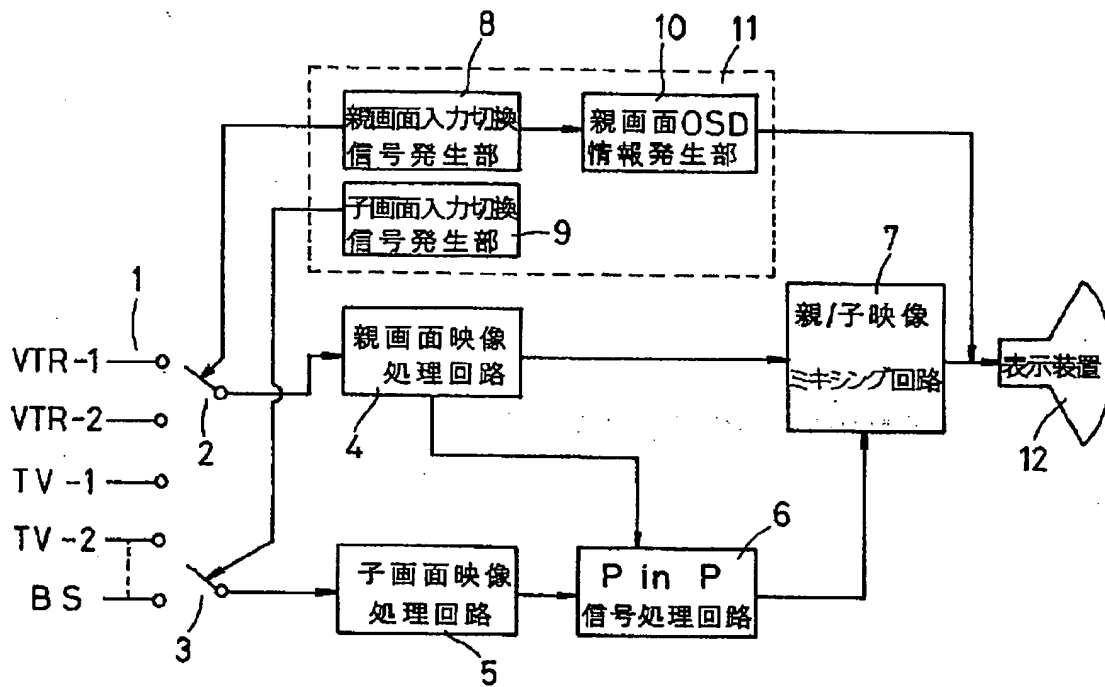 8
10
11
親画面入力切換
信号発生部
親画面OSD
情報発生部
子画面入力切換
信号発生部
9
7
1
親/子映像
ミキシング回路
VTR-1
親画面映像
処理回路
表示装置
VTR-2
2
4
12
TV-1
TV-2
6
BS
子画面映像
処理回路
P in P
信号処理回路
3
5